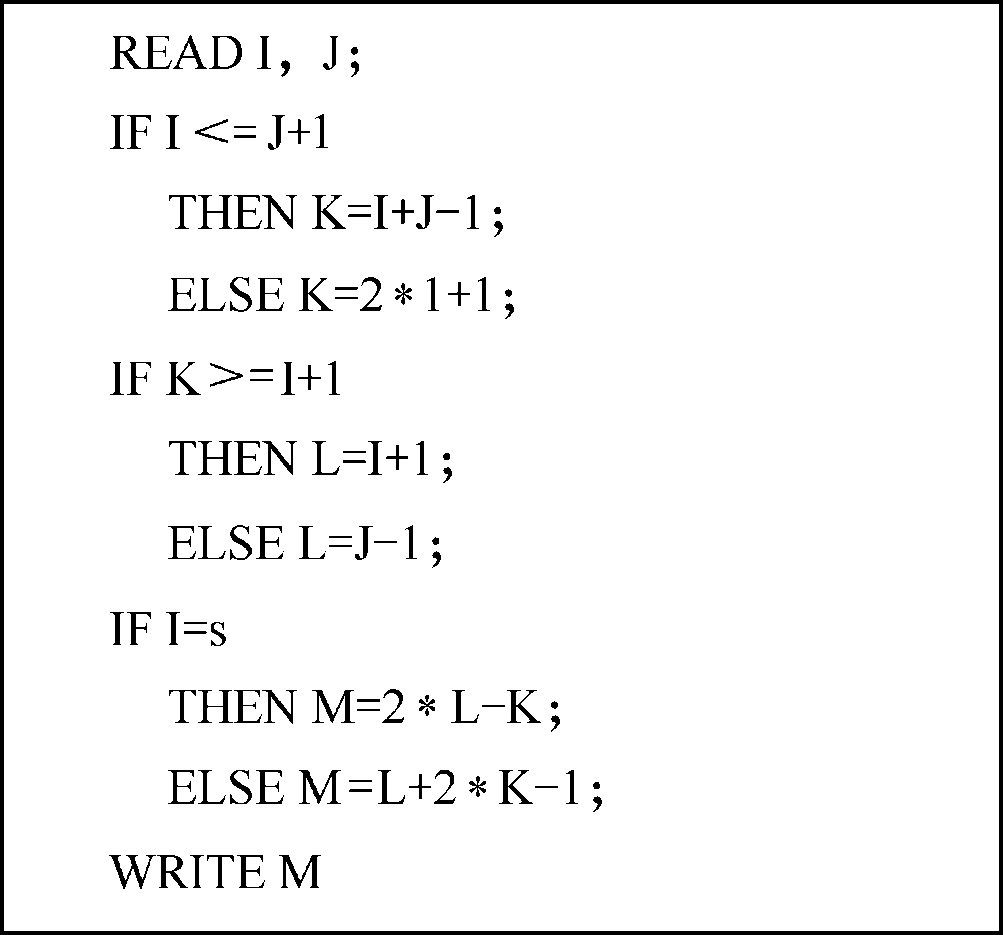 READ I，J；
IF I <= J+1
THEN K=I+J−1；
ELSE K=2*1+1；
IF K >= I+1
THEN L=I+1；
ELSE L=J−1；
IF I=s
THEN M=2*L−K；
ELSE M=L+2*K−1；
WRITE M